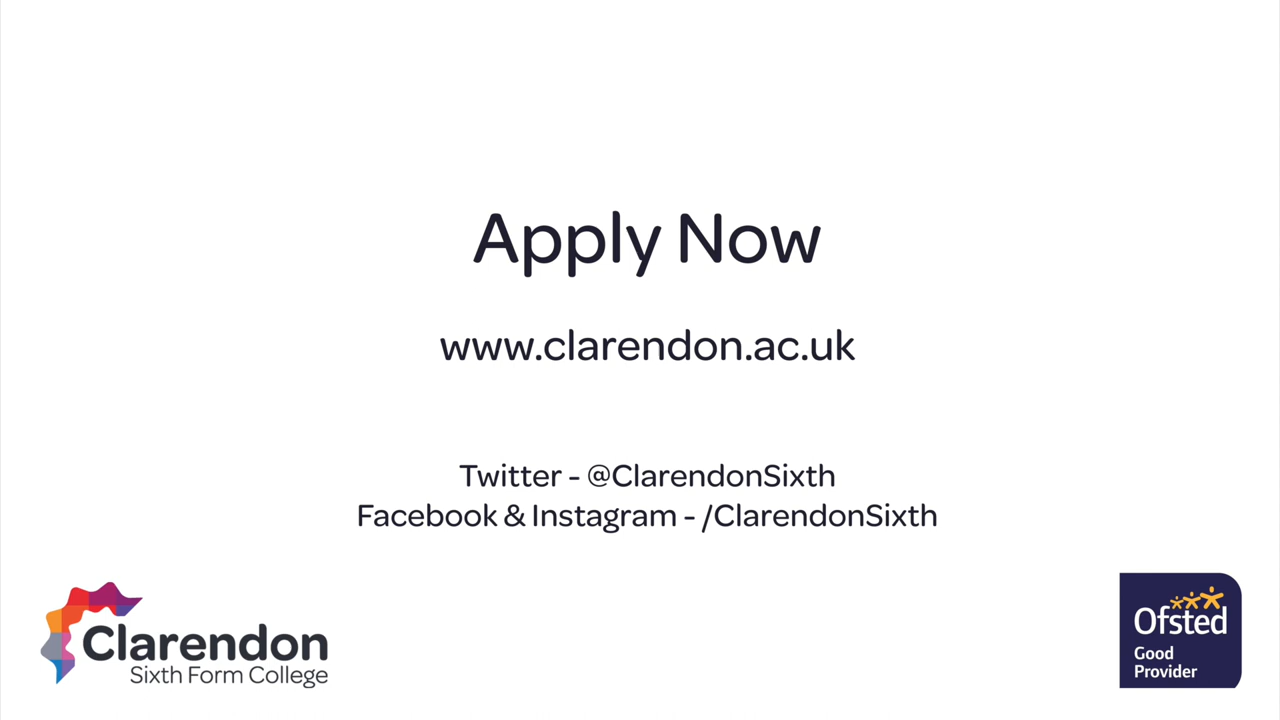 Apply Now
www.clarendon.ac.uk
Twitter - @ClarendonSixth
Facebook & Instagram - /ClarendonSixth
Clarendon
Sixth Form College
Ofsted
Good
Provider